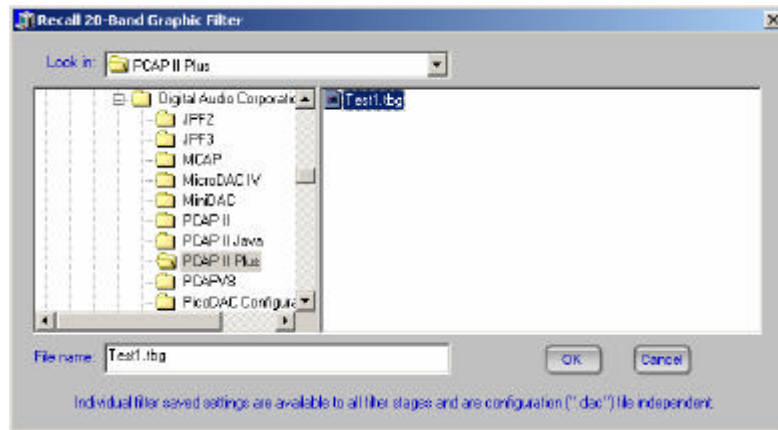 Recall 20-Band Graphic Filter
Look in: PCAP II Plus
Digital Audio Corporatic
JPF2
JPF3
MCAP
MicroDAC IV
MiniDAC
PCAP II
PCAP II Java
PCAP II Plus
PCAPV8
PicoDAC Configura
Test1.tbg
File name: Test1.tbg
OK
Cancel
Individual filter saved settings are available to all filter stages and are configuration (".dac") file independent.